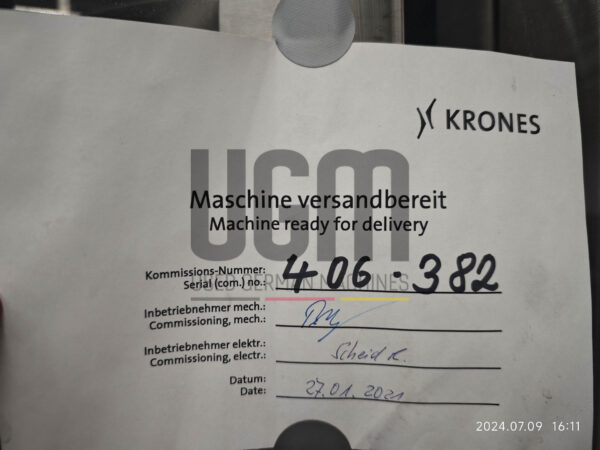 KRONES
UGM
Maschine versandbereit
Machine ready for delivery
USED GERMAN MACHINES
Kommissions-Nummer:
Serial (com.) no.: 406-382
Inbetriebnehmer mech.:
Commissioning, mech.:
Inbetriebnehmer elektr.:
Commissioning, electr.: Scheid K.
Datum:
Date: 27.01.2021
2024.07.09 16:11